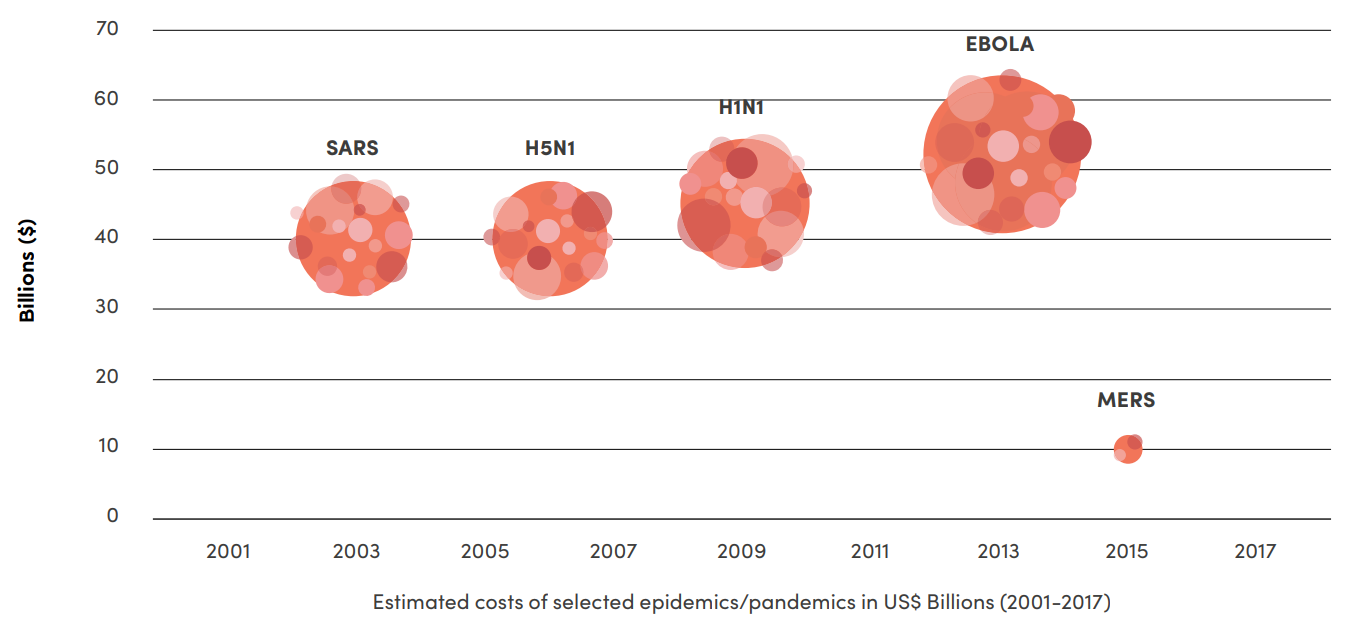 70
EBOLA
60
H1N1
50
SARS
H5N1
40
30
20
MERS
10
0
Billions ($)
2001 2003 2005 2007 2009 2011 2013 2015 2017
Estimated costs of selected epidemics/pandemics in US$ Billions (2001-2017)